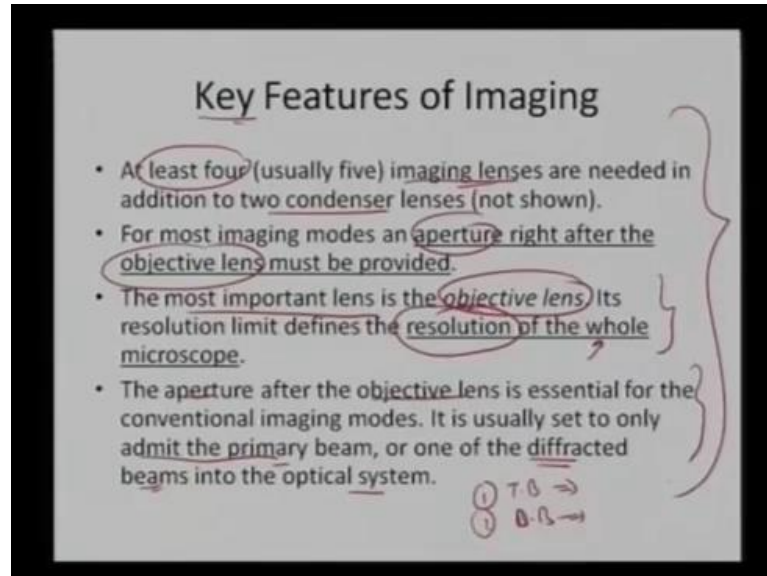 Key Features of Imaging
• At least four (usually five) imaging lenses are needed in
addition to two condenser lenses (not shown).
• For most imaging modes an aperture right after the
objective lens must be provided.
• The most important lens is the objective lens. Its
resolution limit defines the resolution of the whole
microscope.
• The aperture after the objective lens is essential for the
conventional imaging modes. It is usually set to only
admit the primary beam, or one of the diffracted
beams into the optical system.
① T.B ⇒